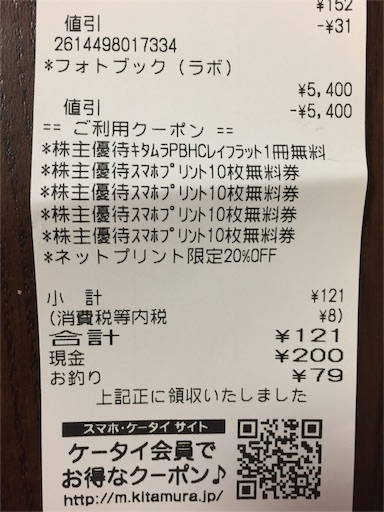 ¥152
値引 -¥31
2614498017334
*フォトブック(ラボ)
¥5,400
値引 -¥5,400
== ご利用クーポン ==
*株主優待ｷﾀﾑﾗPBHCﾚｲﾌﾗｯﾄ1冊無料
*株主優待ｽﾏﾎﾌﾟﾘﾝﾄ10枚無料券
*株主優待ｽﾏﾎﾌﾟﾘﾝﾄ10枚無料券
*株主優待ｽﾏﾎﾌﾟﾘﾝﾄ10枚無料券
*株主優待ｽﾏﾎﾌﾟﾘﾝﾄ10枚無料券
*ネットプリント限定20%OFF
小 計 ¥121
(消費税等内税 ¥8)
合計 ¥121
現金 ¥200
お釣り ¥79
上記正に領収いたしました
スマホ・ケータイ サイト
ケータイ会員で
お得なクーポン♪
http://m.kitamura.jp/